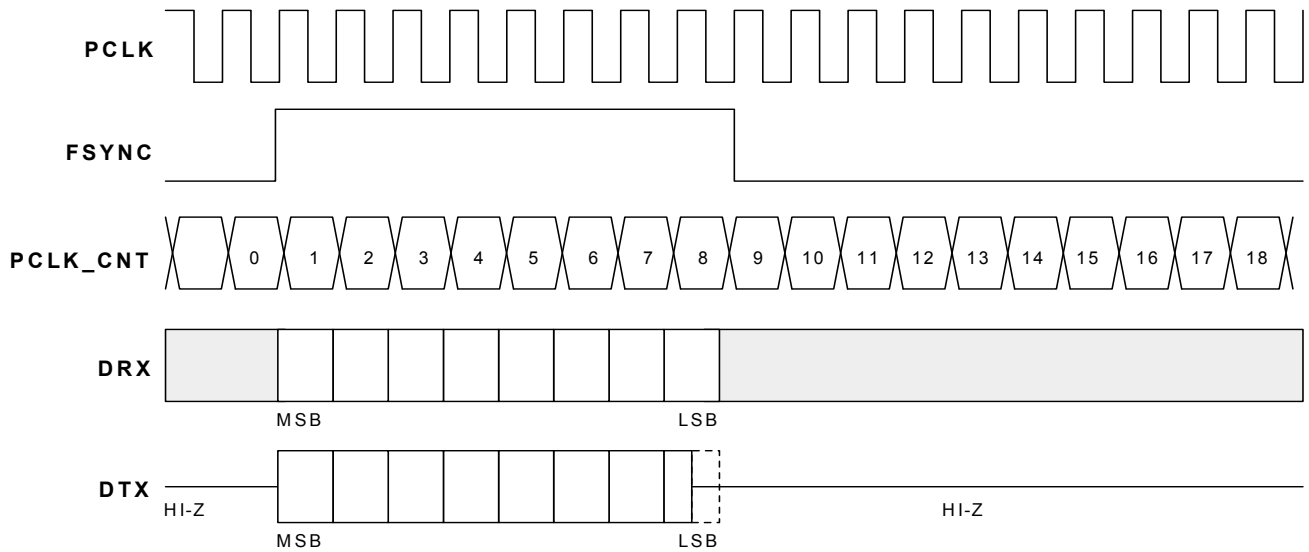 PCLK
FSYNC
PCLK_CNT 0 1 2 3 4 5 6 7 8 9 10 11 12 13 14 15 16 17 18
DRX
MSB LSB
DTX
HI-Z HI-Z
MSB LSB